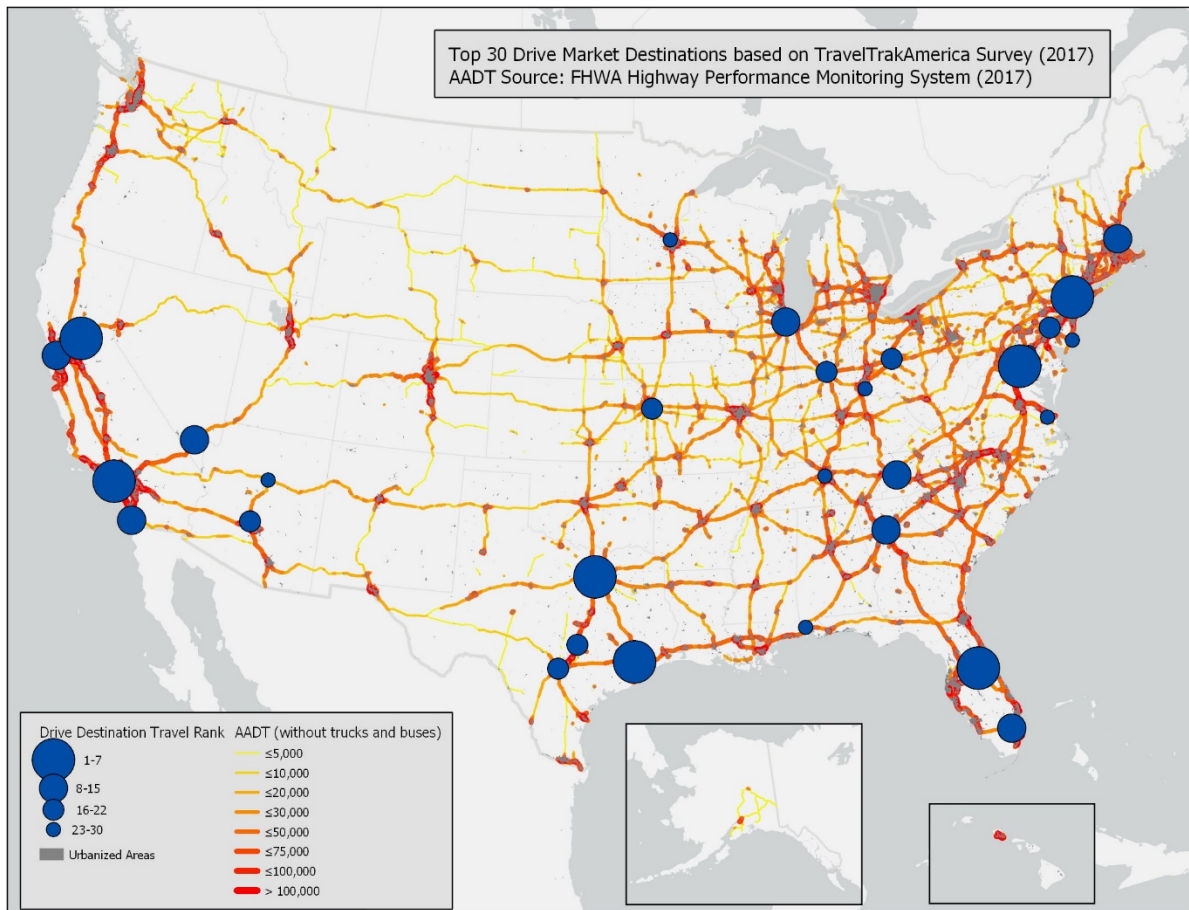 Top 30 Drive Market Destinations based on TravelTrakAmerica Survey (2017)
AADT Source: FHWA Highway Performance Monitoring System (2017)
Drive Destination Travel Rank
1-7
8-15
16-22
23-30
Urbanized Areas
AADT (without trucks and buses)
≤5,000
≤10,000
≤20,000
≤30,000
≤50,000
≤75,000
≤100,000
> 100,000